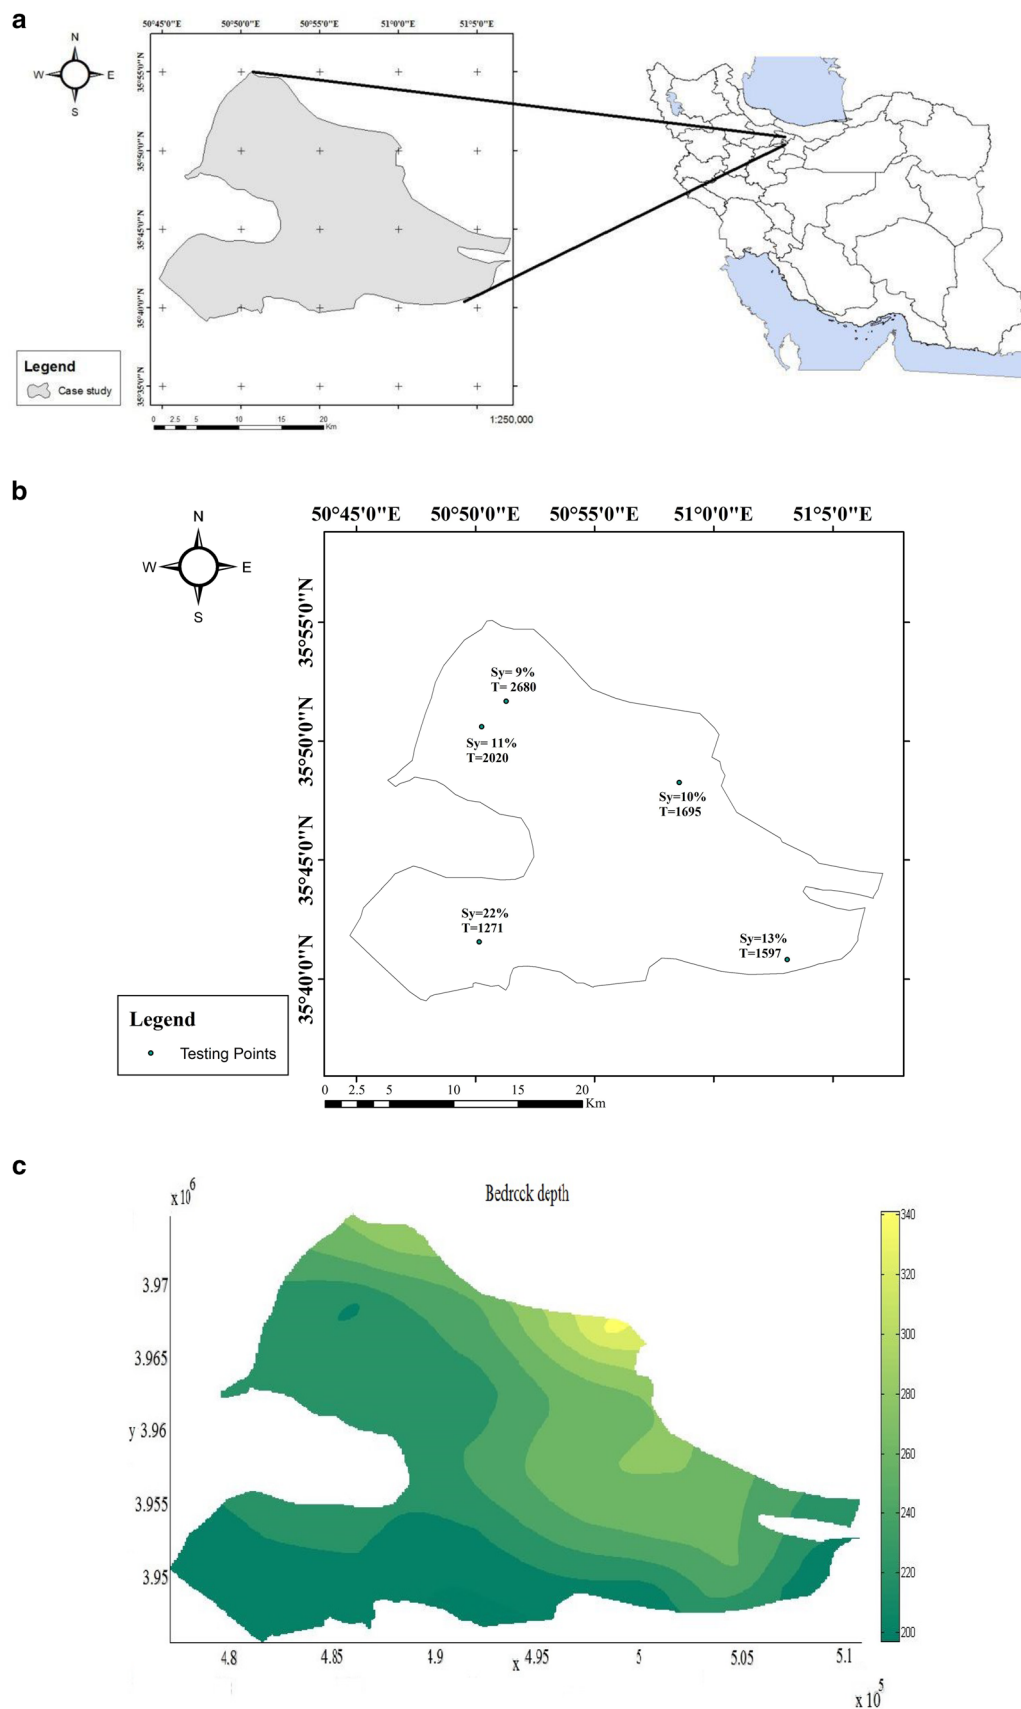 a
50°45'0"E 50°50'0"E 50°55'0"E 51°0'0"E 51°5'0"E
N
W E
S
35°55'0"N
35°50'0"N
35°45'0"N
35°40'0"N
35°35'0"N
Legend
Case study
0 2.5 5 10 15 20
Km
1:250,000
b
50°45'0"E 50°50'0"E 50°55'0"E 51°0'0"E 51°5'0"E
N
W E
S
35°55'0"N
35°50'0"N
35°45'0"N
35°40'0"N
Sy= 9%
T= 2680
Sy= 11%
T=2020
Sy=10%
T=1695
Sy=22%
T=1271
Sy=13%
T=1597
Legend
Testing Points
0 2.5 5 10 15 20
Km
c
x10⁶
Bedrcck depth
340
320
300
280
260
240
220
200
3.97
3.965
y 3.96
3.955
3.95
4.8 4.85 4.9 4.95 5 5.05 5.1
x
x 10⁵